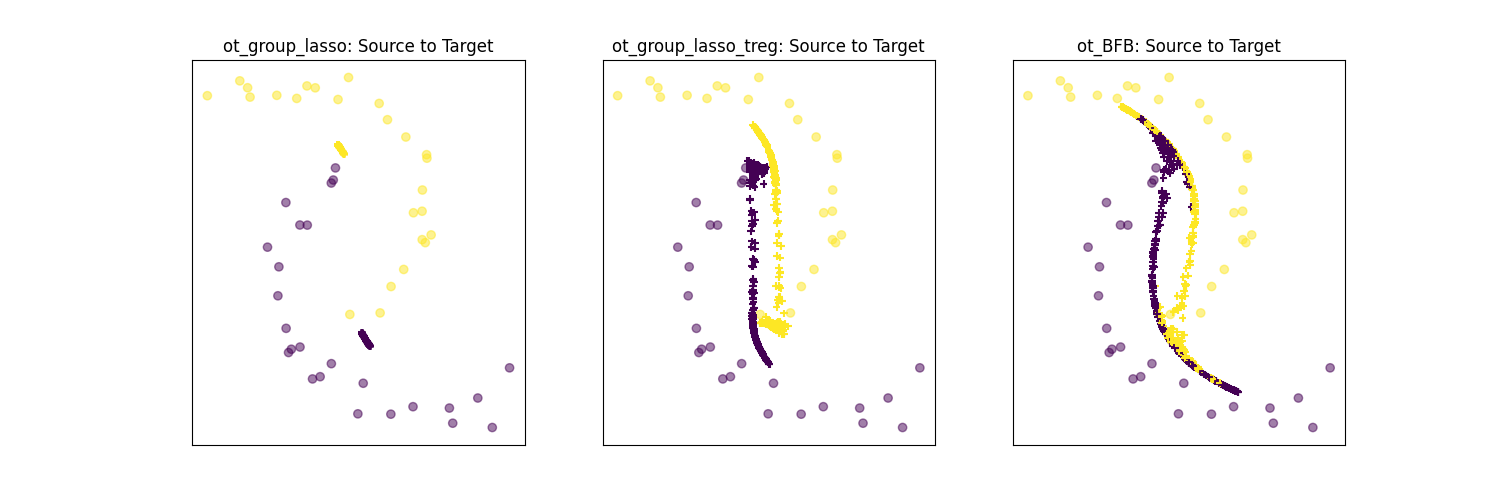 ot_group_lasso: Source to Target
ot_group_lasso_treg: Source to Target
ot_BFB: Source to Target